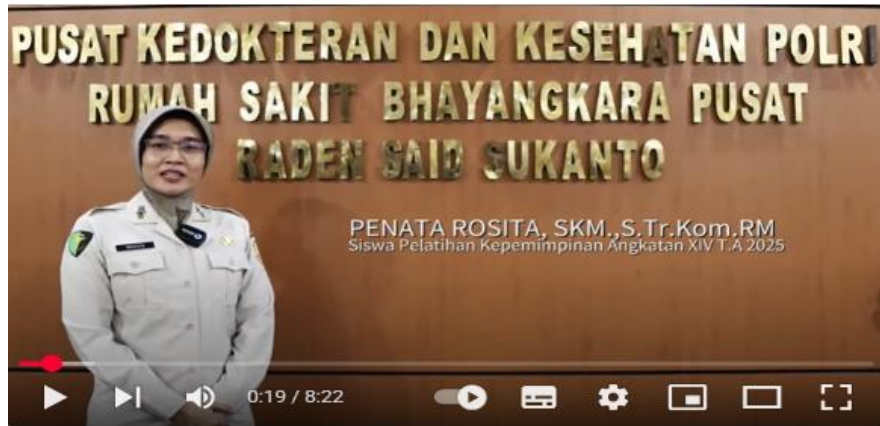 PUSAT KEDOKTERAN DAN KESEHATAN POLRI
RUMAH SAKIT BHAYANGKARA PUSAT
RADEN SAID SUKANTO
PENATA ROSITA, SKM.,S.Tr.Kom.RM
Siswa Pelatihan Kepemimpinan Angkatan XIV T.A 2025
ROSITA
0:19 / 8:22